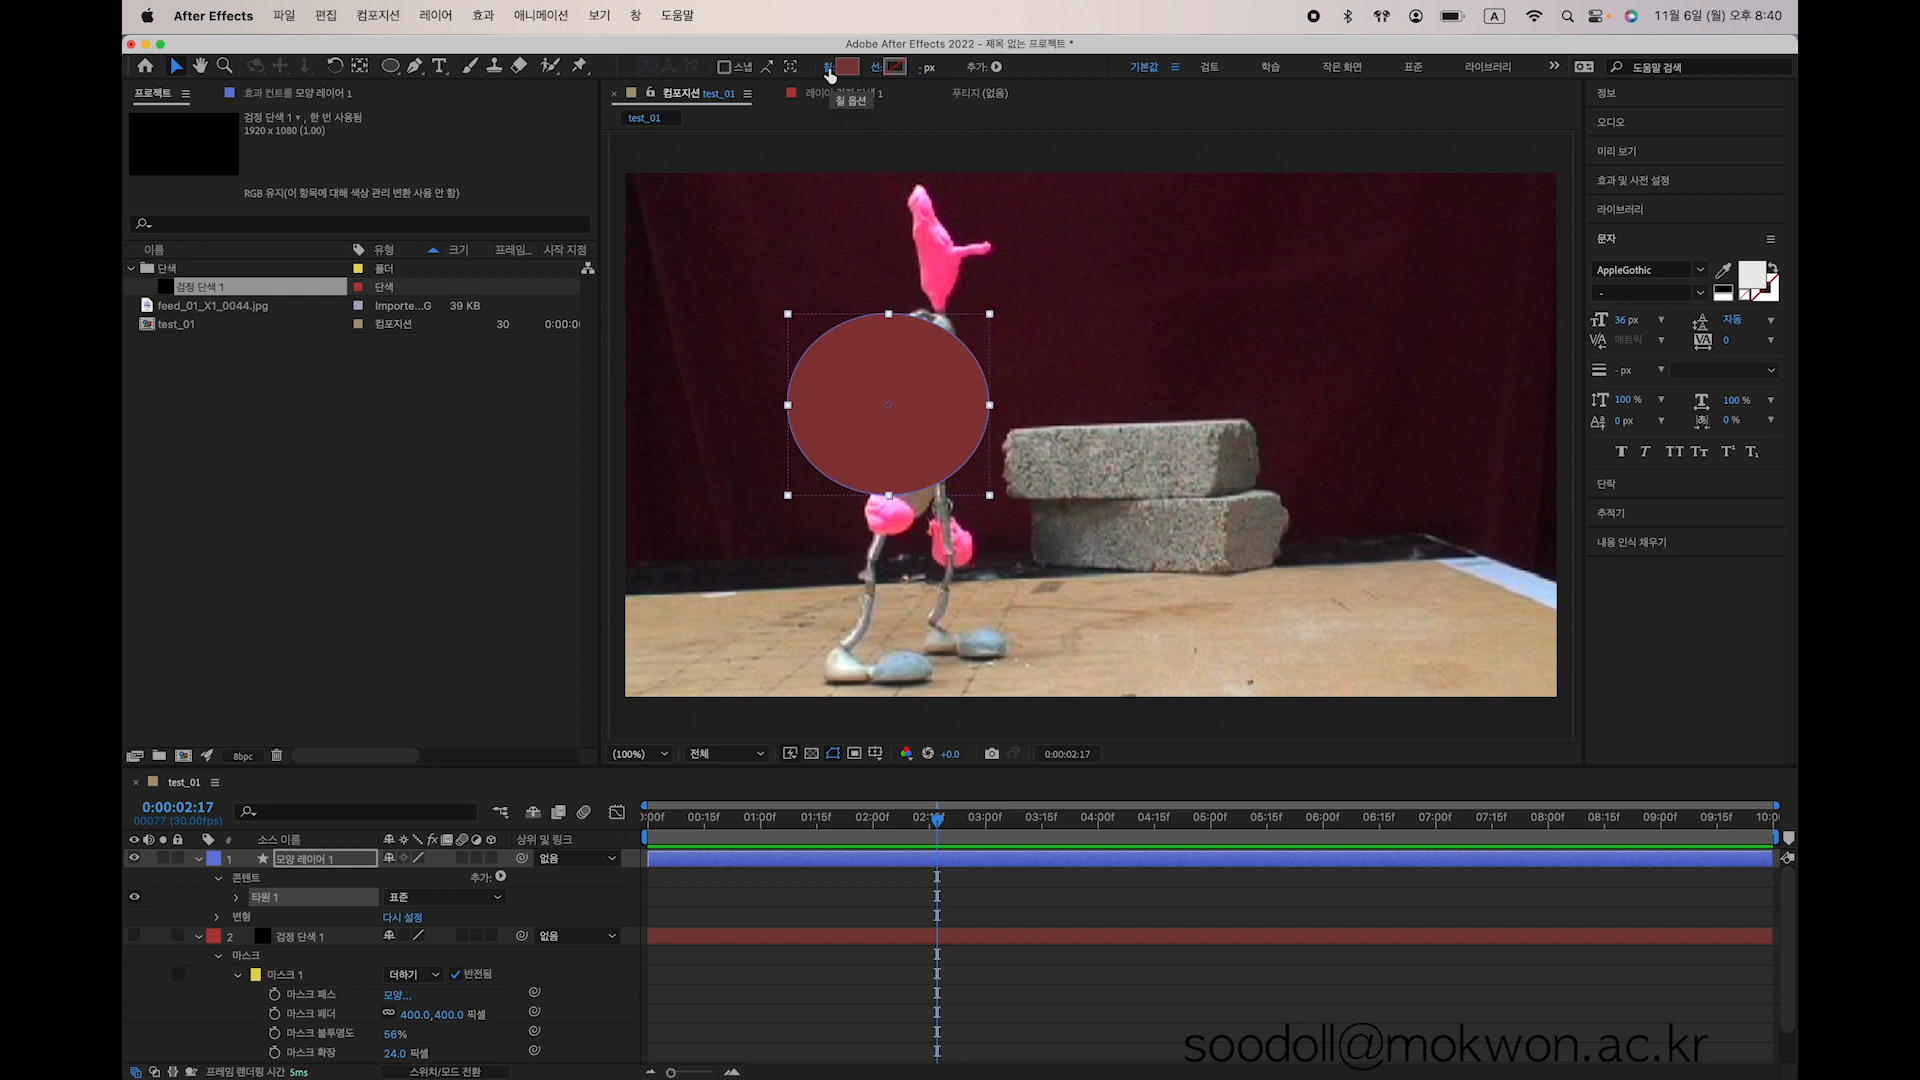 After Effects 파일 편집 컴포지션 레이어 효과 애니메이션 보기 창 도움말 A 11월 6일 (월) 오후 8:40
Adobe After Effects 2022 - 제목 없는 프로젝트 *
스냅 칠: 선: - px 추가: 기본값 검토 학습 작은 화면 표준 라이브러리 도움말 검색
프로젝트 효과 컨트롤 모양 레이어 1 컴포지션 test_01 레이어 1 푸티지 (없음) 정보
칠 옵션
검정 단색 1 , 한 번 사용됨
test_01
오디오
1920 x 1080 (1.00)
미리 보기
효과 및 사전 설정
RGB 유지(이 항목에 대해 색상 관리 변환 사용 안 함)
라이브러리
문자
이름 유형 크기 프레임... 시작 지점
단색 폴더
AppleGothic
검정 단색 1 단색
-
feed_01_X1_0044.jpg Importe...G 39 KB
test_01 컴포지션 30 0:00:0
36 px 자동
메트릭 0
- px
100 % 100 %
0 px 0 %
T T TT Tт T¹ T₁
단락
추적기
내용 인식 채우기
8bpc (100%) 전체 +0.0 0:00:02:17
test_01
0:00:02:17
00077 (30.00fps)
:00f 00:15f 01:00f 01:15f 02:00f 02:15f 03:00f 03:15f 04:00f 04:15f 05:00f 05:15f 06:00f 06:15f 07:00f 07:15f 08:00f 08:15f 09:00f 09:15f 10:0
# 소스 이름 fx 상위 및 링크
1 모양 레이어 1 없음
콘텐트 추가:
타원 1 표준
변형 다시 설정
2 검정 단색 1 없음
마스크
마스크 1 더하기 반전됨
마스크 패스 모양...
마스크 페더 400.0,400.0 픽셀
마스크 불투명도 56%
마스크 확장 24.0 픽셀
soodoll@mokwon.ac.kr
프레임 렌더링 시간 5ms 스위치/모드 전환